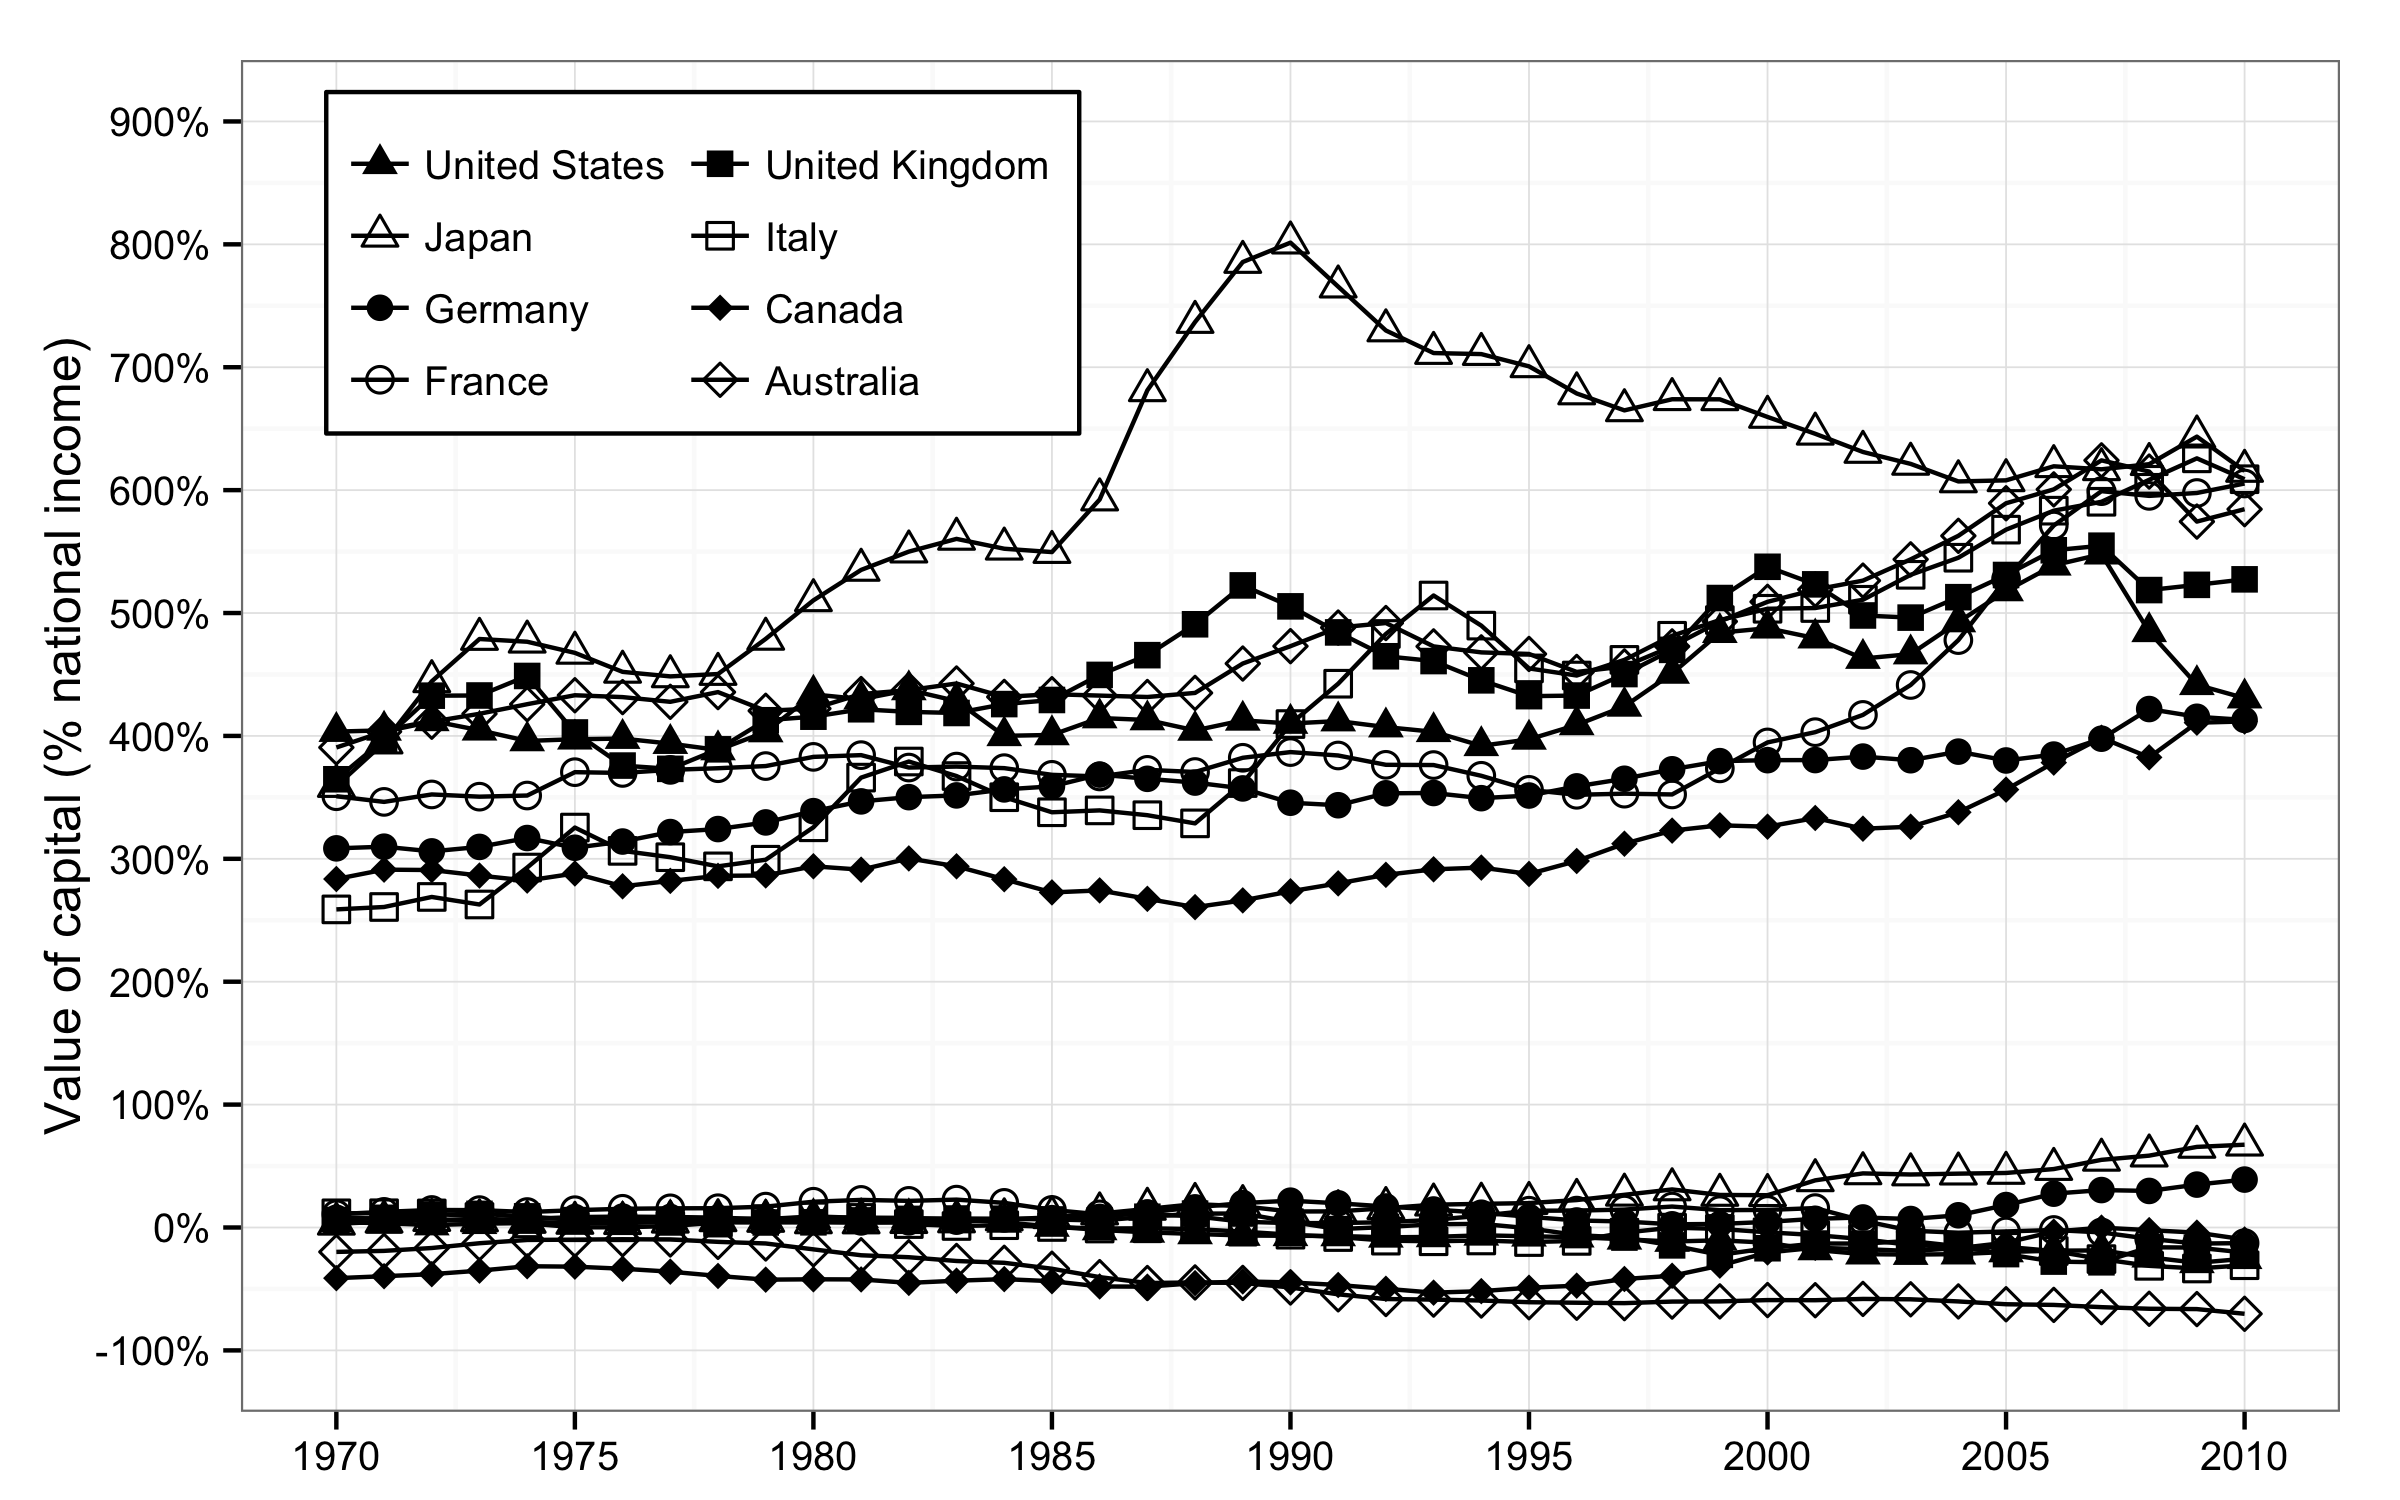 Value of capital (% national income)
900%
800%
700%
600%
500%
400%
300%
200%
100%
0%
-100%
United States
United Kingdom
Japan
Italy
Germany
Canada
France
Australia
1970 1975 1980 1985 1990 1995 2000 2005 2010